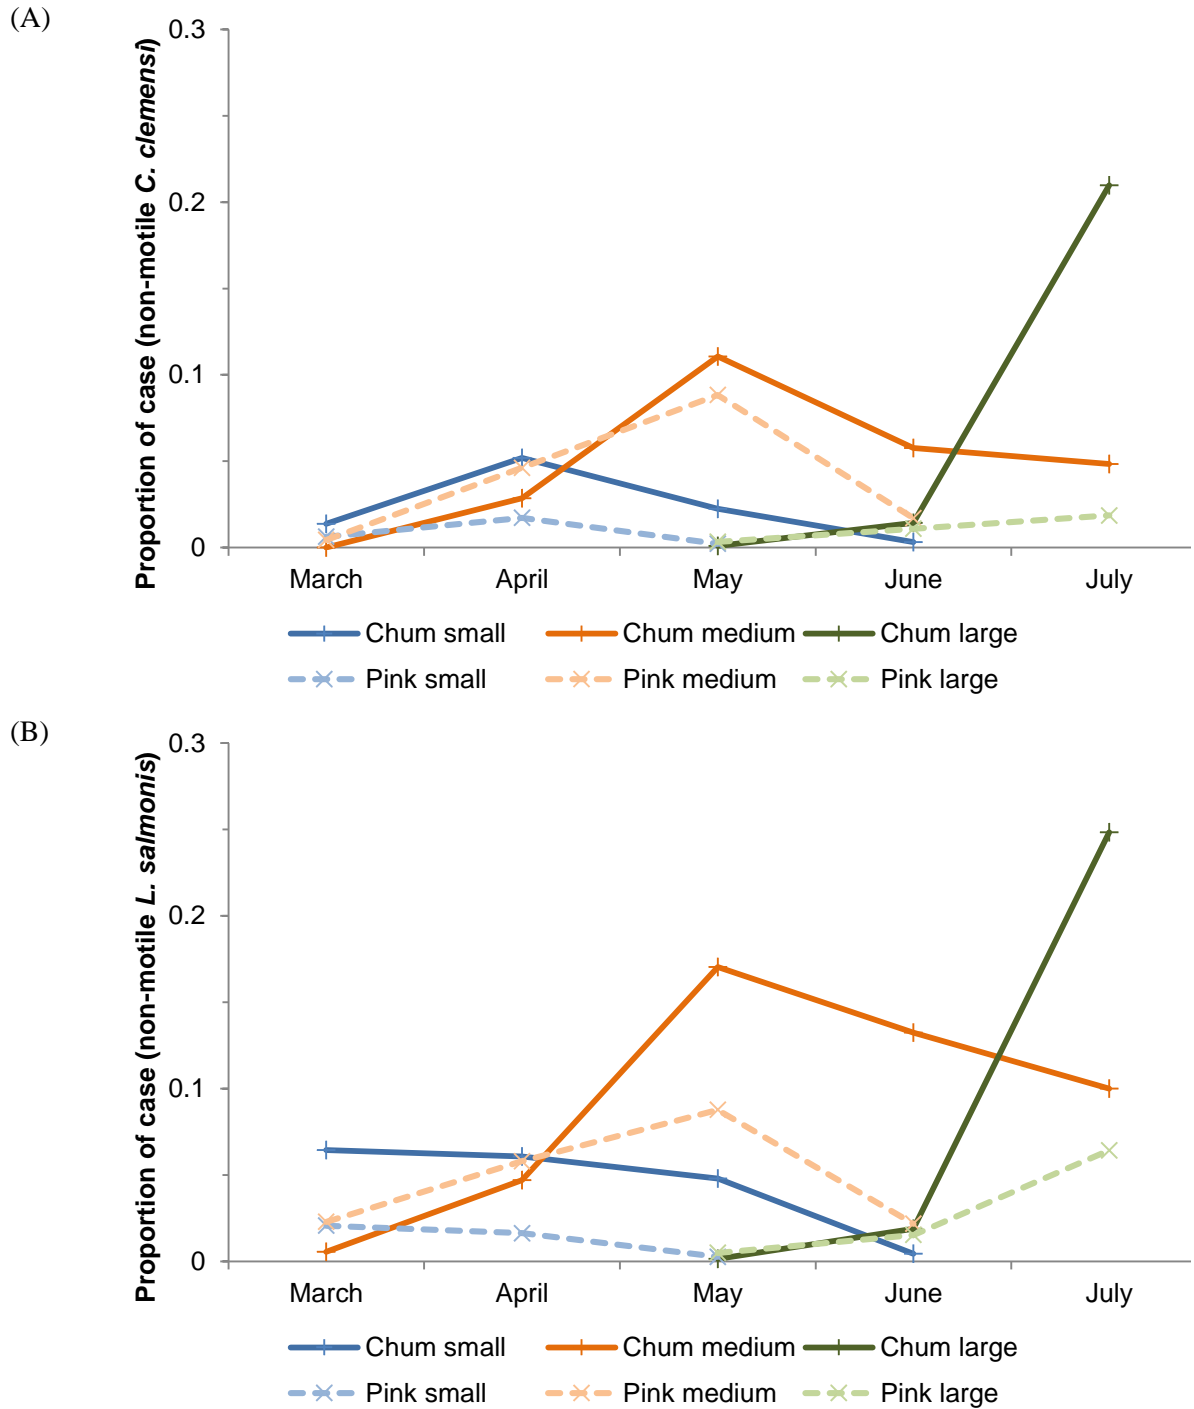 (A)
Proportion of case (non-motile C. clemensi)
0.3
0.2
0.1
0
March April May June July
Chum small Chum medium Chum large
Pink small Pink medium Pink large
(B)
Proportion of case (non-motile L. salmonis)
0.3
0.2
0.1
0
March April May June July
Chum small Chum medium Chum large
Pink small Pink medium Pink large